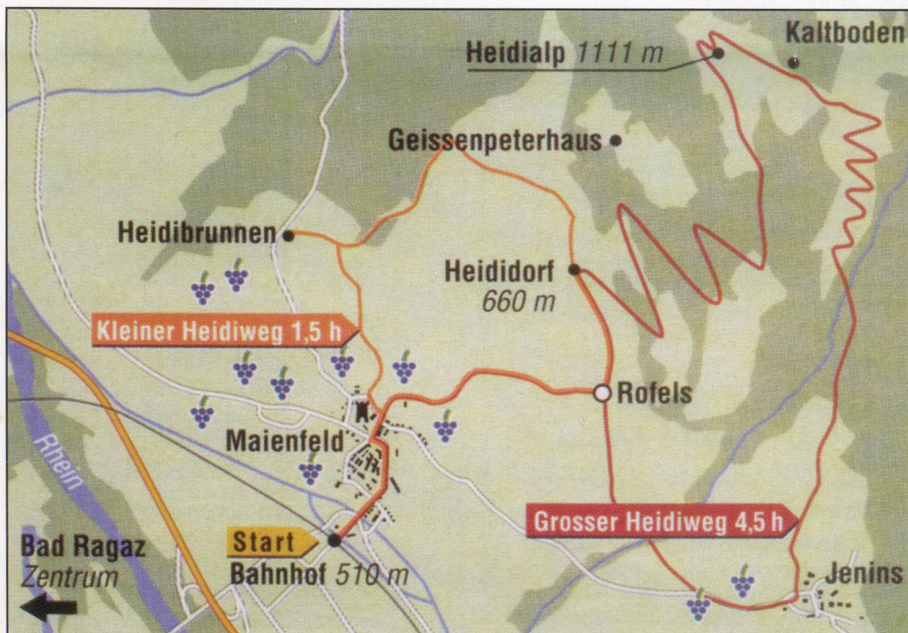 Kaltboden
Heidialp 1111 m
Geissenpeterhaus
Heidibrunnen
Heididorf
660 m
Kleiner Heidiweg 1,5 h
Rofels
Maienfeld
Rhein
Grosser Heidiweg 4,5 h
Start
Bahnhof 510 m
Bad Ragaz
Zentrum
Jenins